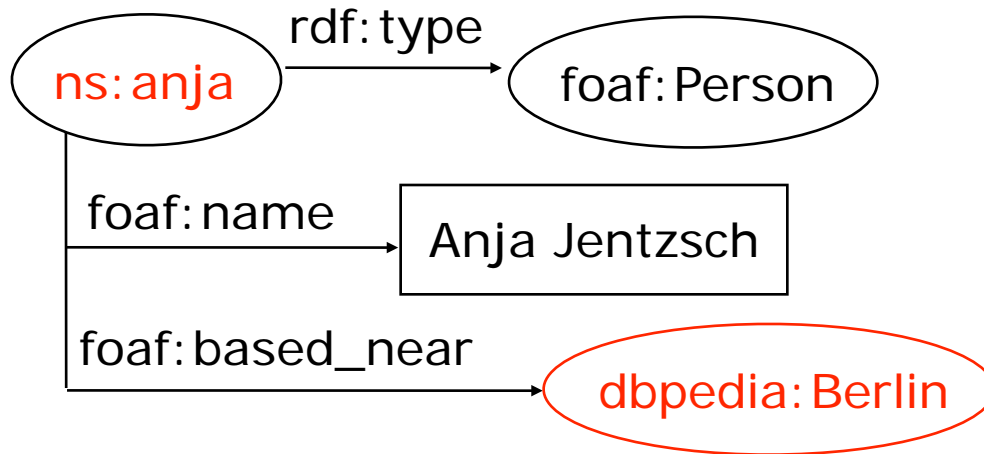 rdf:type
ns:anja
foaf:Person
foaf:name
Anja Jentzsch
foaf:based_near
dbpedia:Berlin